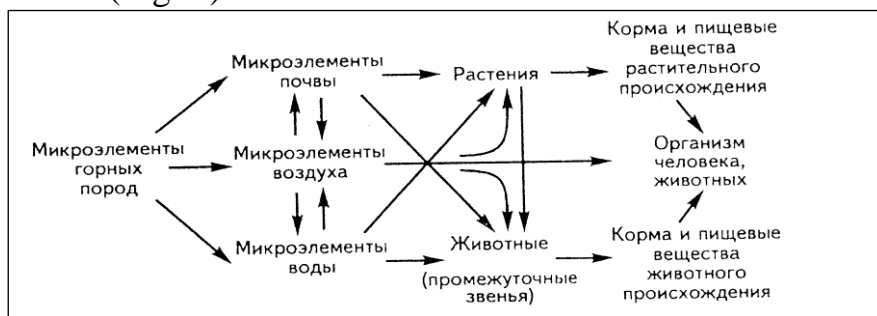 Микроэлементы
почвы
Растения
Корма и пищевые
вещества
растительного
происхождения
Микроэлементы
горных
пород
Микроэлементы
воздуха
Организм
человека,
животных
Микроэлементы
воды
Животные
(промежуточные
звенья)
Корма и пищевые
вещества
животного
происхождения